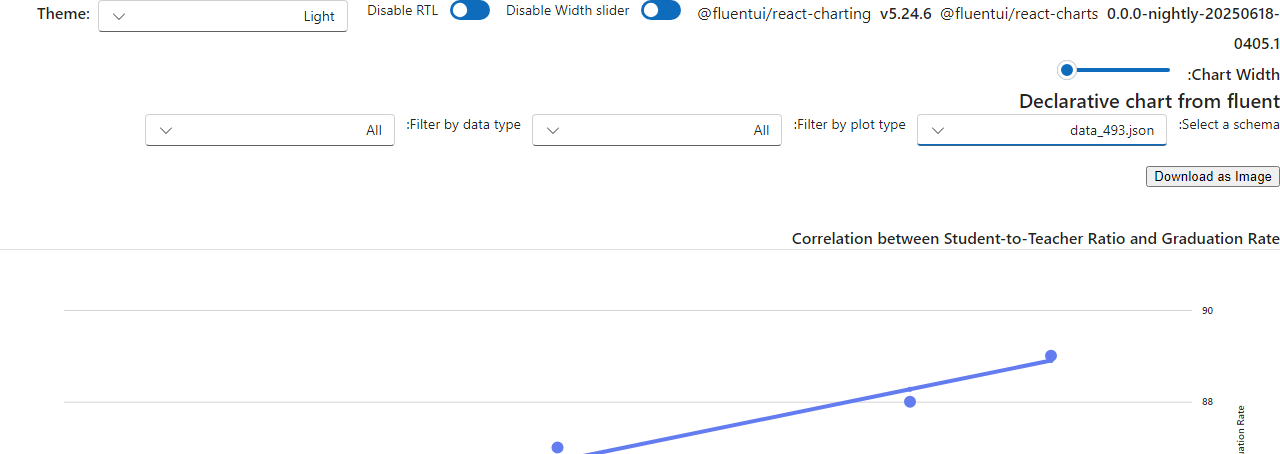 Theme: Light Disable RTL Disable Width slider @fluentui/react-charting v5.24.6 @fluentui/react-charts 0.0.0-nightly-20250618-
0405.1
:Chart Width
Declarative chart from fluent
:Select a schema data_493.json :Filter by plot type All :Filter by data type All
Download as Image
Correlation between Student-to-Teacher Ratio and Graduation Rate
90
88
Rate